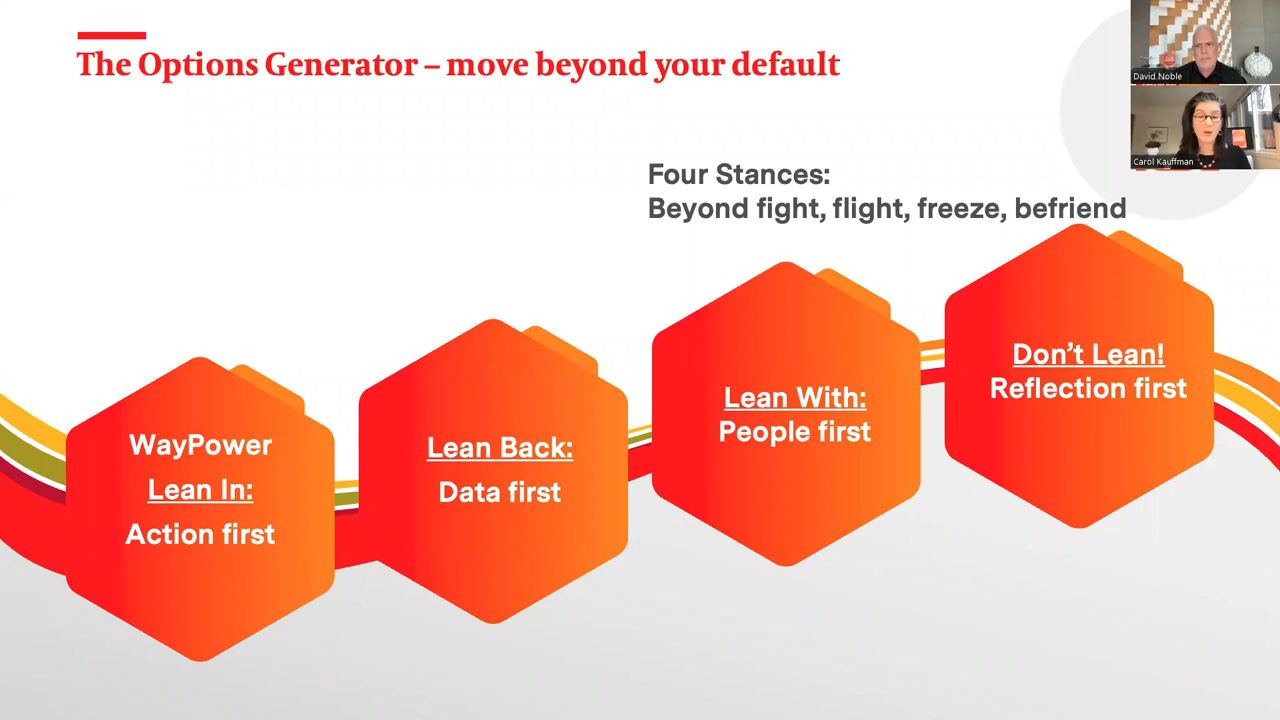 The Options Generator – move beyond your default
David Noble
Carol Kauffman
Four Stances:
Beyond fight, flight, freeze, befriend
WayPower
Lean In:
Action first
Lean Back:
Data first
Lean With:
People first
Don’t Lean!
Reflection first